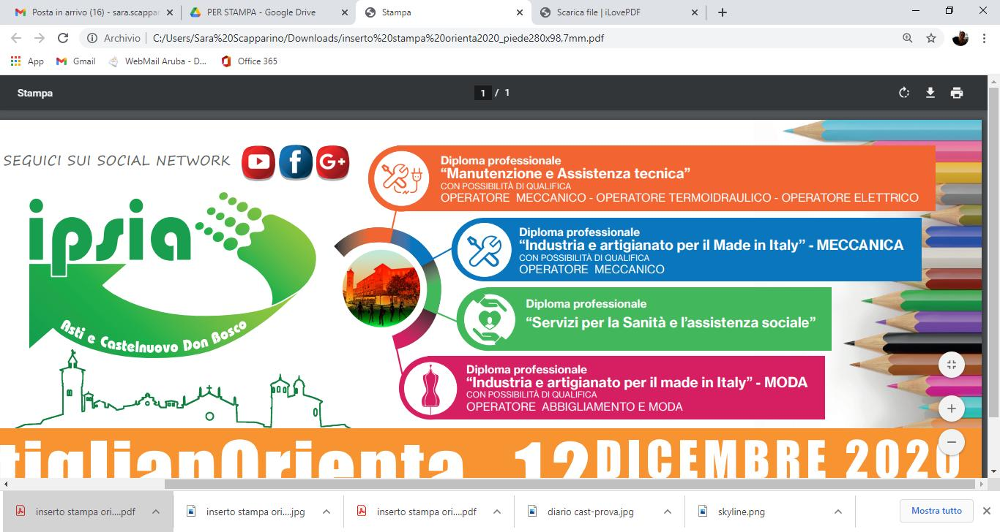 Posta in arrivo (16) - sara.scappar
PER STAMPA - Google Drive
Stampa
Scarica file | iLovePDF
Archivio
C:/Users/Sara%20Scapparino/Downloads/inserto%20stampa%20orienta2020_piede280x98,7mm.pdf
App
Gmail
WebMail Aruba - D...
Office 365
Stampa
1 / 1
SEGUICI SUI SOCIAL NETWORK
f
G+
ipsia
Asti e Castelnuovo Don Bosco
Diploma professionale
“Manutenzione e Assistenza tecnica”
CON POSSIBILITÀ DI QUALIFICA
OPERATORE MECCANICO - OPERATORE TERMOIDRAULICO - OPERATORE ELETTRICO
Diploma professionale
“Industria e artigianato per il Made in Italy” - MECCANICA
CON POSSIBILITÀ DI QUALIFICA
OPERATORE MECCANICO
Diploma professionale
“Servizi per la Sanità e l’assistenza sociale”
Diploma professionale
“Industria e artigianato per il made in Italy” - MODA
CON POSSIBILITÀ DI QUALIFICA
OPERATORE ABBIGLIAMENTO E MODA
tiglianOrienta 12 DICEMBRE 2020
inserto stampa ori....pdf
inserto stampa ori....jpg
inserto stampa ori....pdf
diario cast-prova.jpg
skyline.png
Mostra tutto